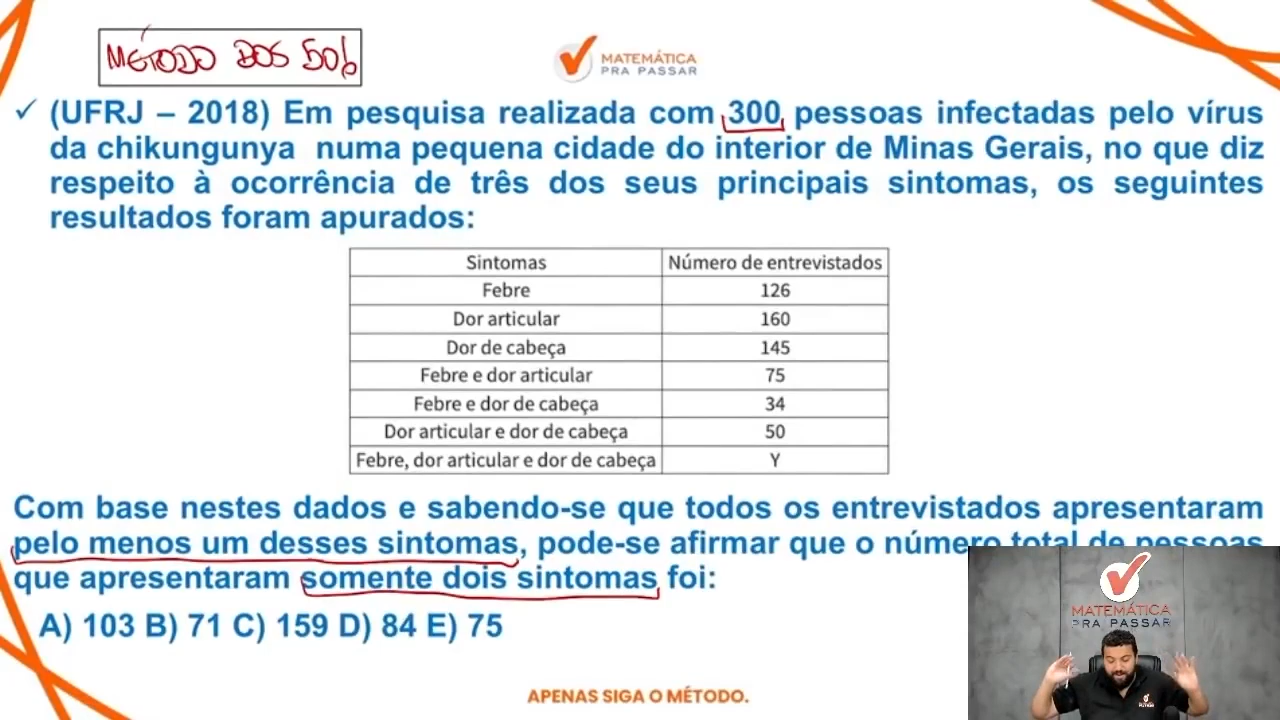 MÉTODO DOS 50%
MATEMÁTICA
PRA PASSAR
✓ (UFRJ – 2018) Em pesquisa realizada com 300 pessoas infectadas pelo vírus
da chikungunya numa pequena cidade do interior de Minas Gerais, no que diz
respeito à ocorrência de três dos seus principais sintomas, os seguintes
resultados foram apurados:
Sintomas Número de entrevistados
Febre 126
Dor articular 160
Dor de cabeça 145
Febre e dor articular 75
Febre e dor de cabeça 34
Dor articular e dor de cabeça 50
Febre, dor articular e dor de cabeça Y
Com base nestes dados e sabendo-se que todos os entrevistados apresentaram
pelo menos um desses sintomas, pode-se afirmar que o número total de pessoas
que apresentaram somente dois sintomas foi:
A) 103 B) 71 C) 159 D) 84 E) 75
MATEMÁTICA
PRA PASSAR
APENAS SIGA O MÉTODO.